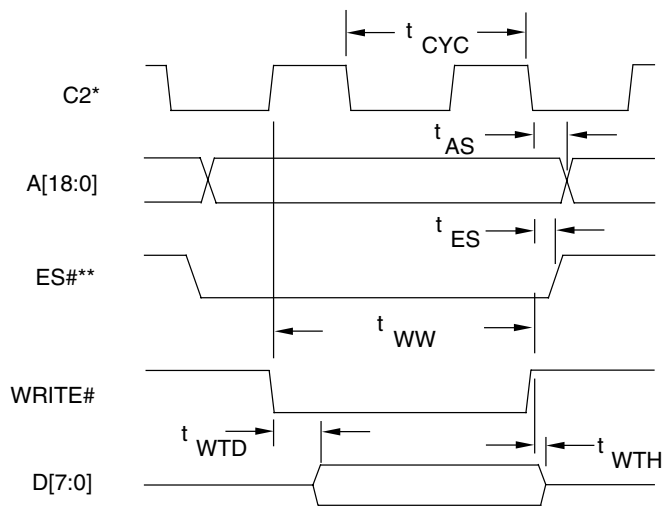 t CYC
C2*
t AS
A[18:0]
t ES
ES#**
t WW
WRITE#
t WTD
t WTH
D[7:0]